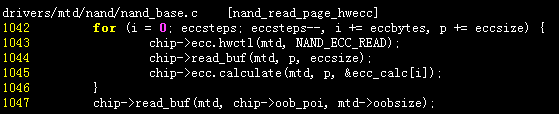 drivers/mtd/nand/nand_base.c [nand_read_page_hwecc]
1042 for (i = 0; eccsteps; eccsteps--, i += eccbytes, p += eccsize) {
1043 chip->ecc.hwctl(mtd, NAND_ECC_READ);
1044 chip->read_buf(mtd, p, eccsize);
1045 chip->ecc.calculate(mtd, p, &ecc_calc[i]);
1046 }
1047 chip->read_buf(mtd, chip->oob_poi, mtd->oobsize);